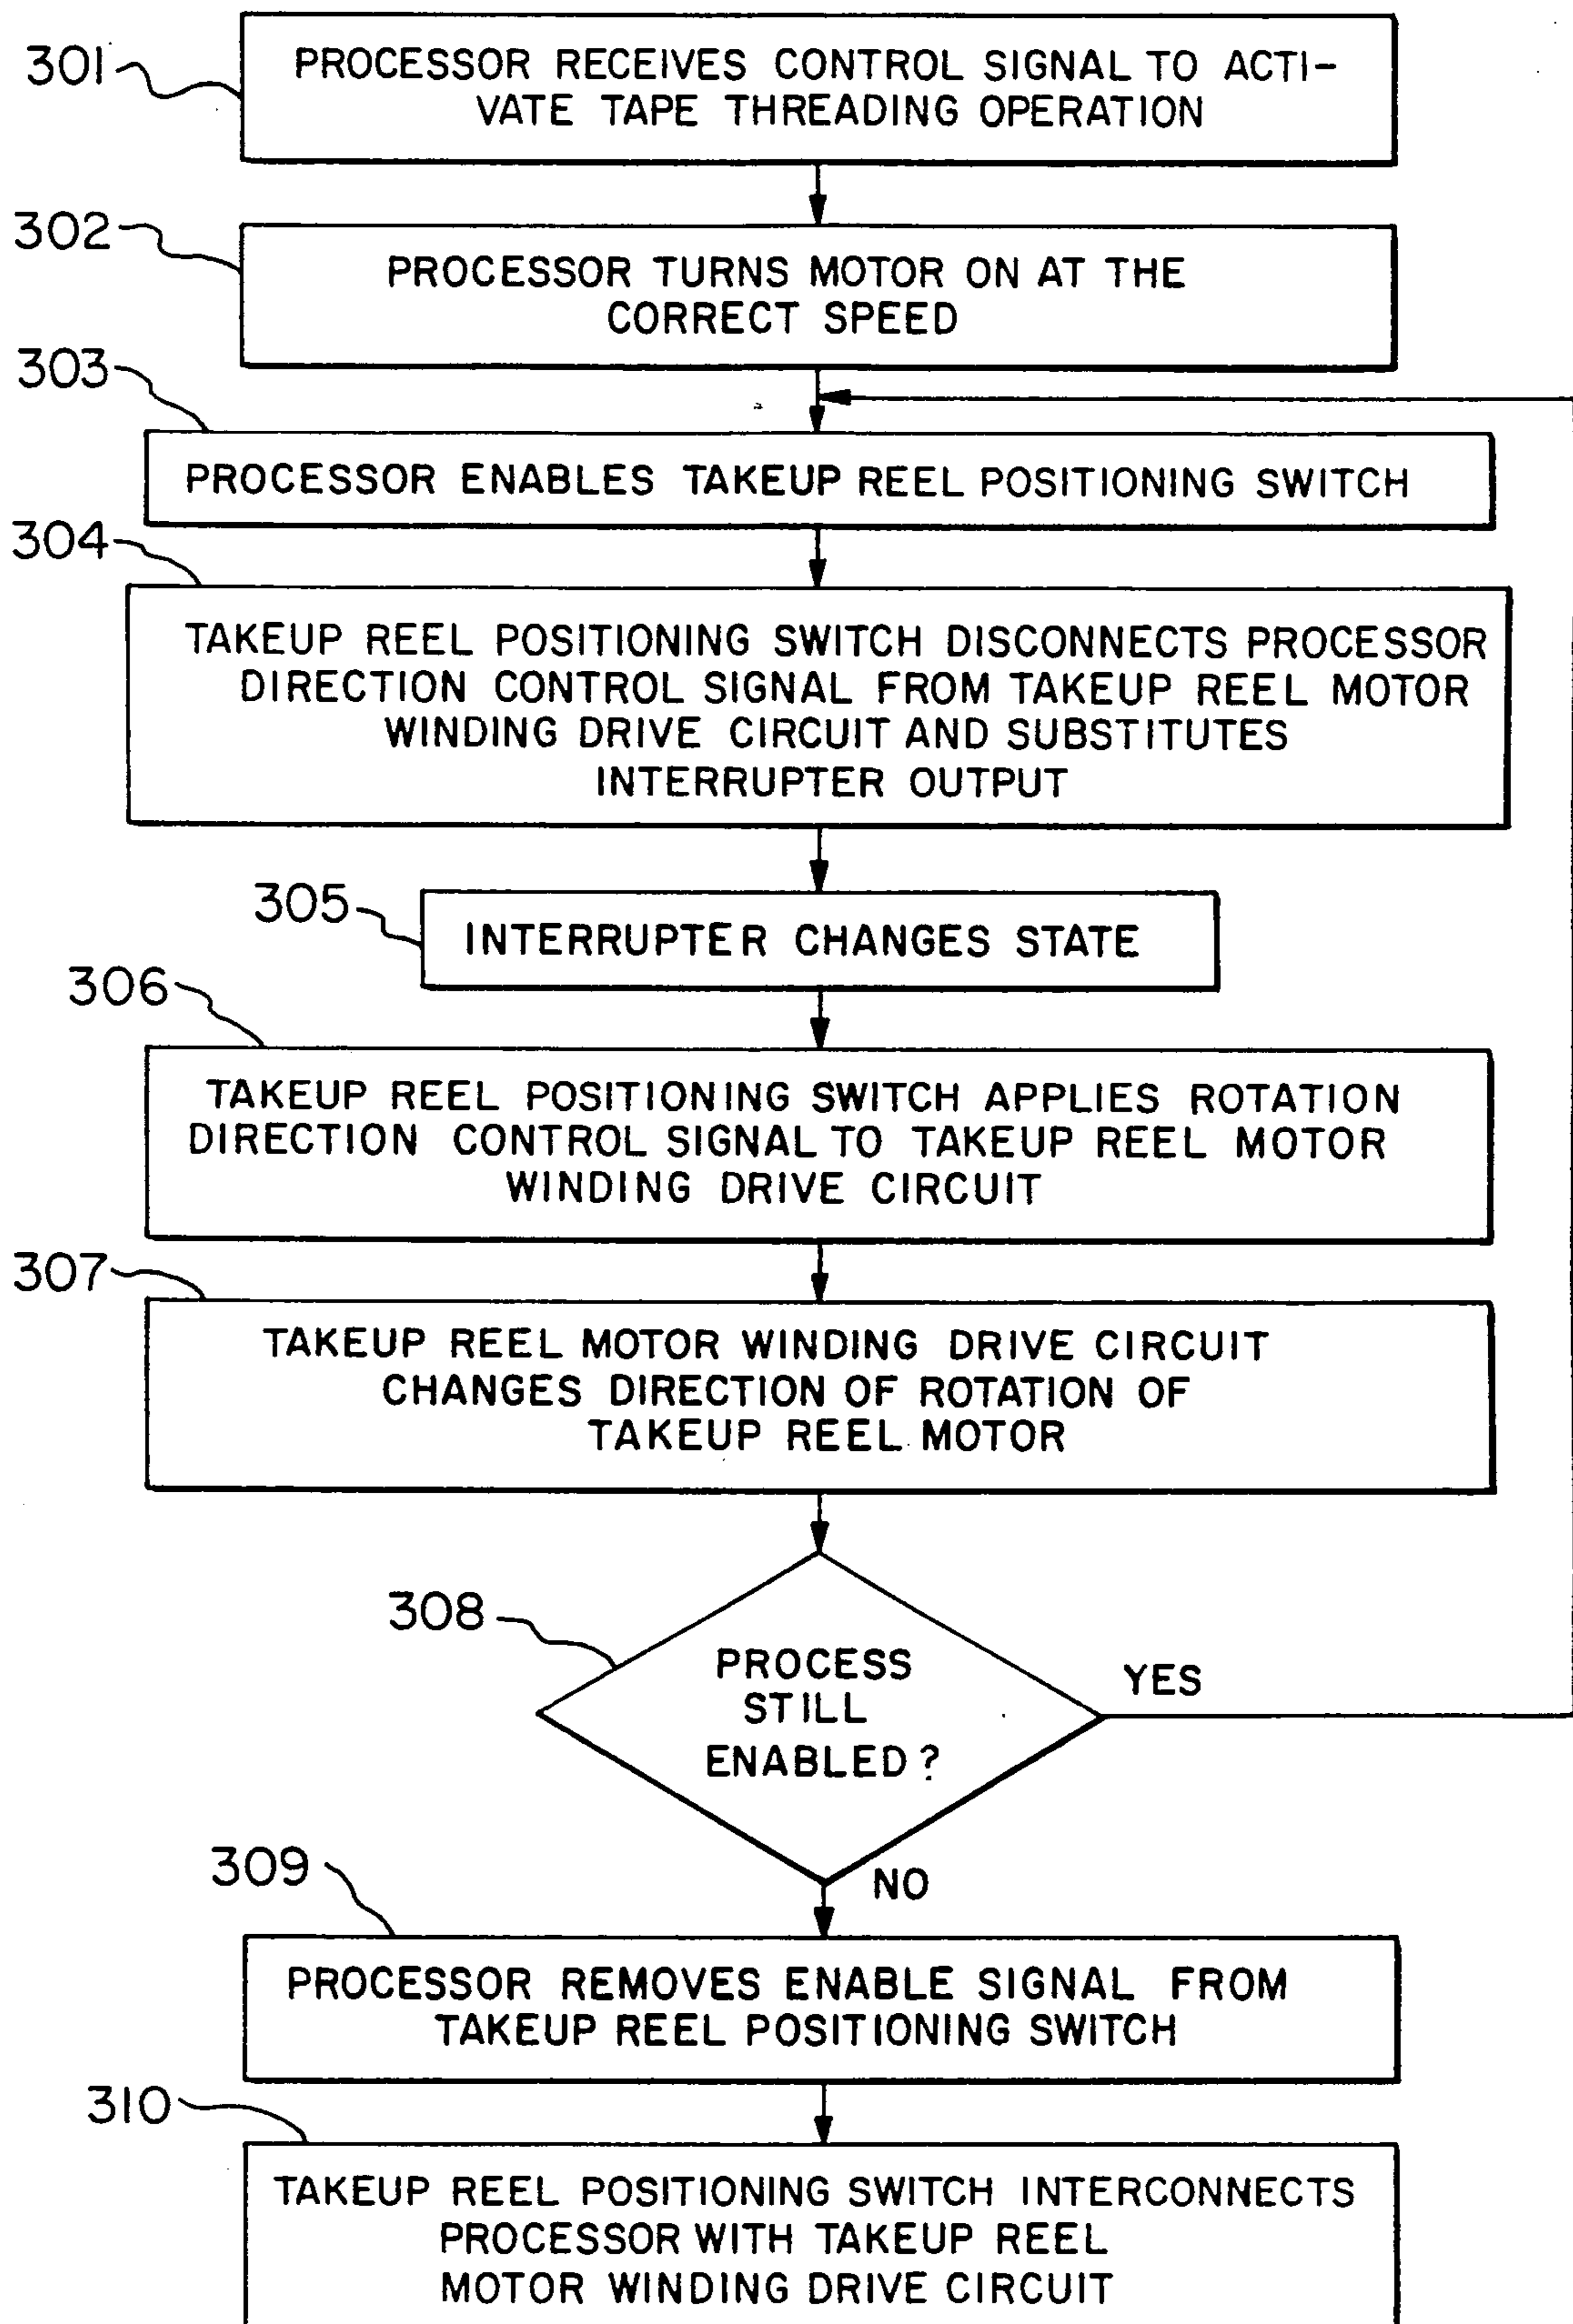 301
PROCESSOR RECEIVES CONTROL SIGNAL TO ACTI-
VATE TAPE THREADING OPERATION
302
PROCESSOR TURNS MOTOR ON AT THE
CORRECT SPEED
303
PROCESSOR ENABLES TAKEUP REEL POSITIONING SWITCH
304
TAKEUP REEL POSITIONING SWITCH DISCONNECTS PROCESSOR
DIRECTION CONTROL SIGNAL FROM TAKEUP REEL MOTOR
WINDING DRIVE CIRCUIT AND SUBSTITUTES
INTERRUPTER OUTPUT
305
INTERRUPTER CHANGES STATE
306
TAKEUP REEL POSITIONING SWITCH APPLIES ROTATION
DIRECTION CONTROL SIGNAL TO TAKEUP REEL MOTOR
WINDING DRIVE CIRCUIT
307
TAKEUP REEL MOTOR WINDING DRIVE CIRCUIT
CHANGES DIRECTION OF ROTATION OF
TAKEUP REEL MOTOR
308
PROCESS
STILL
ENABLED?
YES
NO
309
PROCESSOR REMOVES ENABLE SIGNAL FROM
TAKEUP REEL POSITIONING SWITCH
310
TAKEUP REEL POSITIONING SWITCH INTERCONNECTS
PROCESSOR WITH TAKEUP REEL
MOTOR WINDING DRIVE CIRCUIT